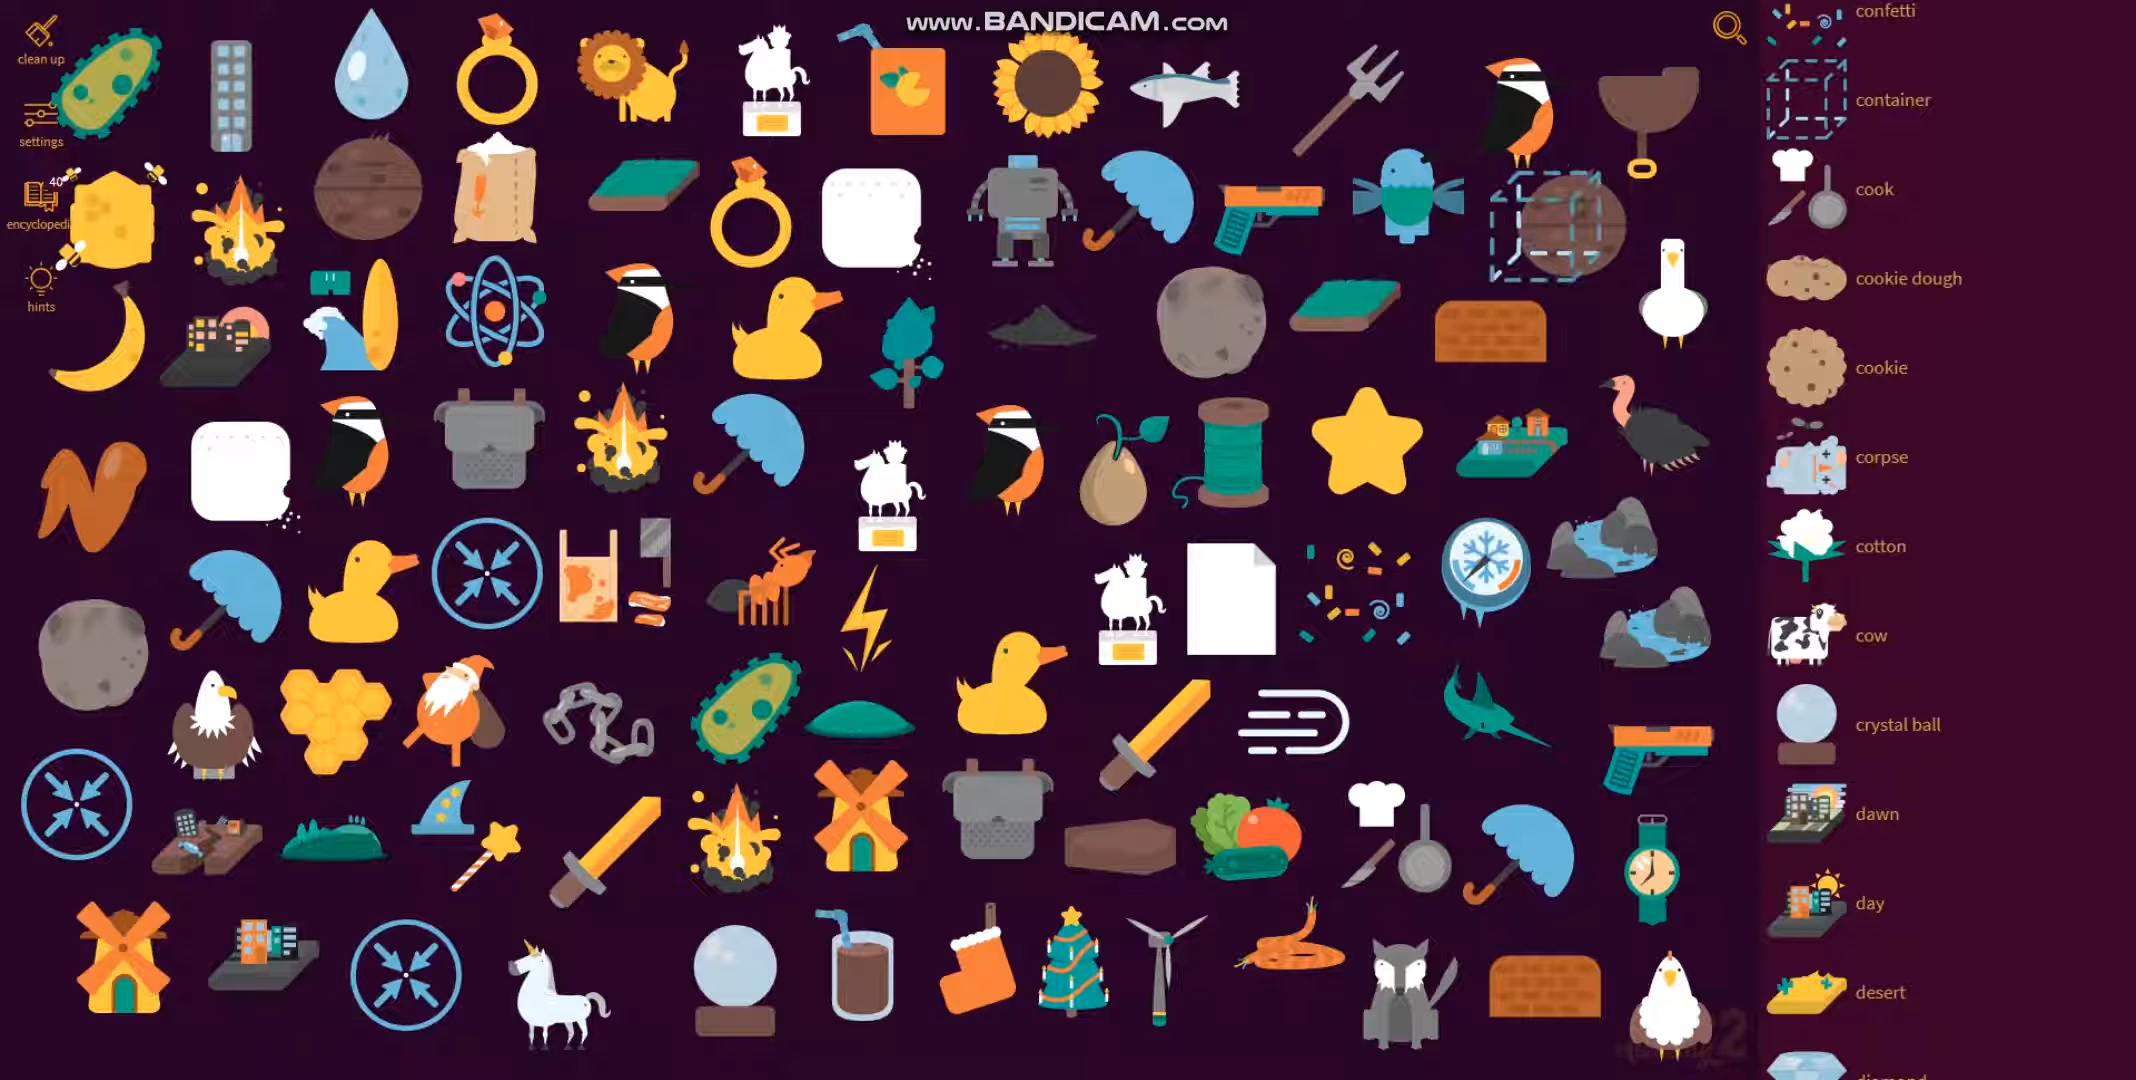 www.BANDICAM.com
clean up
settings
40
encyclopedi
hints
confetti
container
cook
cookie dough
cookie
corpse
cotton
cow
crystal ball
dawn
day
desert